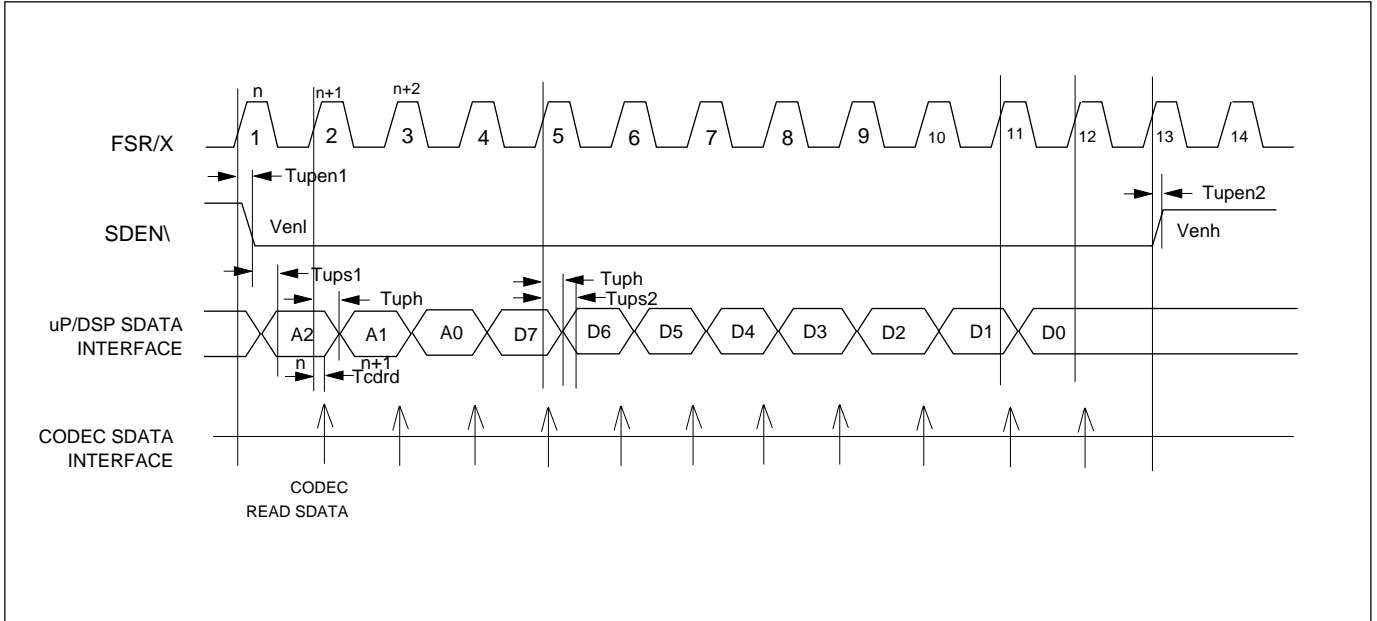 n n+1 n+2
FSR/X 1 2 3 4 5 6 7 8 9 10 11 12 13 14
Tupen1 Tupen2
SDEN\ Venl Venh
Tups1 Tuph Tuph
Tups2
uP/DSP SDATA
INTERFACE
A2 A1 A0 D7 D6 D5 D4 D3 D2 D1 D0
n n+1
Tcdrd
CODEC SDATA
INTERFACE
CODEC
READ SDATA